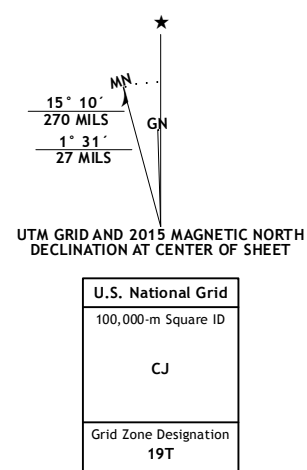 ★
MN
GN
15° 10´
270 MILS
1° 31´
27 MILS
UTM GRID AND 2015 MAGNETIC NORTH
DECLINATION AT CENTER OF SHEET
U.S. National Grid
100,000-m Square ID
CJ
Grid Zone Designation
19T